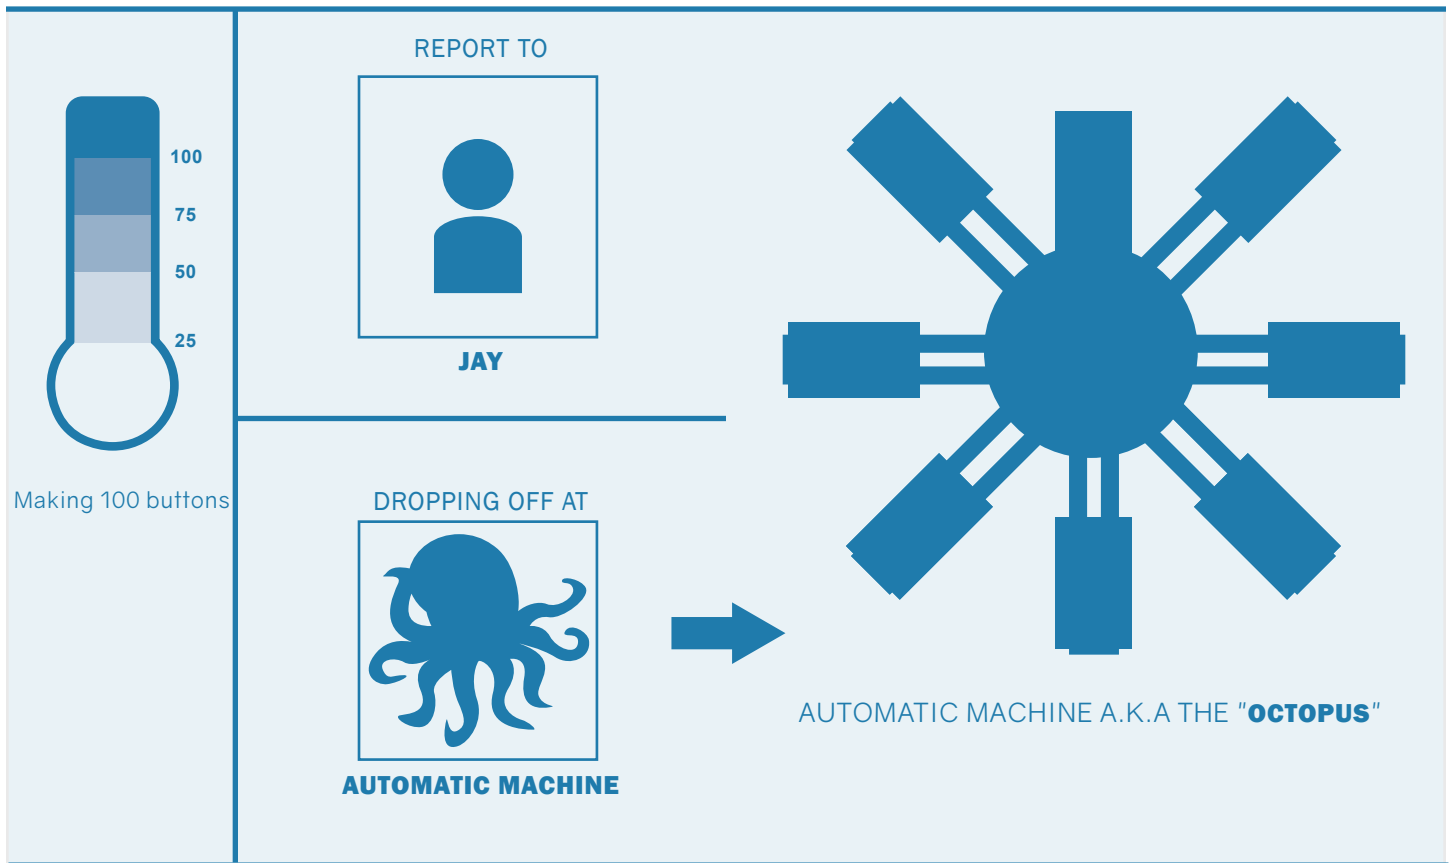 100
75
50
25
Making 100 buttons
REPORT TO
JAY
DROPPING OFF AT
AUTOMATIC MACHINE
AUTOMATIC MACHINE A.K.A THE "OCTOPUS"